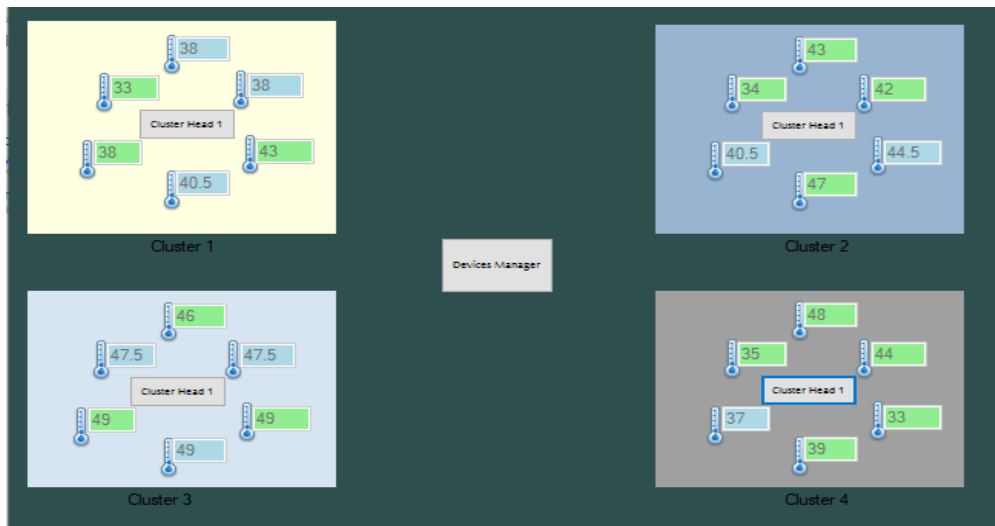 38
33
38
Cluster Head 1
38
43
40.5
Cluster 1
43
34
42
Cluster Head 1
40.5
44.5
47
Cluster 2
Devices Manager
46
47.5
47.5
Cluster Head 1
49
49
49
Cluster 3
48
35
44
Cluster Head 1
37
33
39
Cluster 4